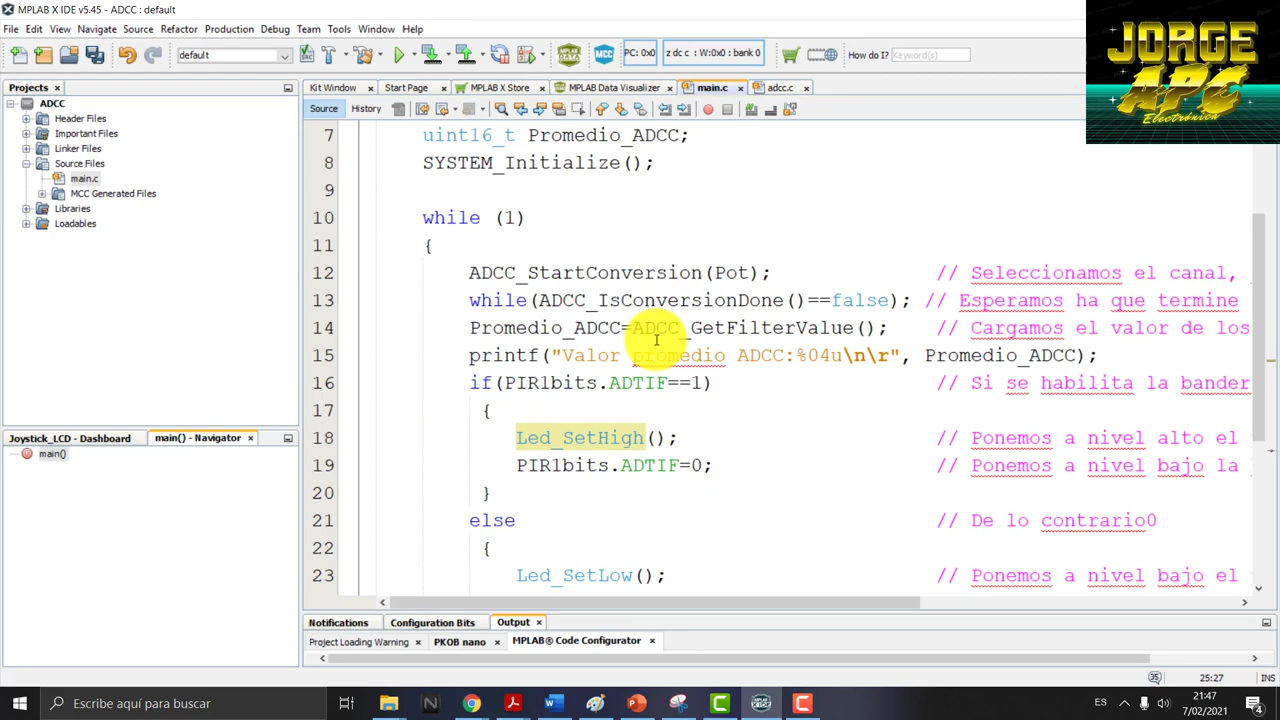 MPLAB X IDE v5.45 - ADCC : default
File Edit View Navigate Source Refactor Production Debug Team Tools Window Help
default
PC: 0x0
z dc c : W:0x0 : bank 0
How do I?
Keyword(s)
JORGE
APC
Electrónica
Projects
ADCC
Header Files
Important Files
Linker Files
Source Files
main.c
MCC Generated Files
Libraries
Loadables
Joystick_LCD - Dashboard
main() - Navigator
main()
Kit Window
Start Page
MPLAB X Store
MPLAB Data Visualizer
main.c
adcc.c
Source
History
7 uint16_t Promedio_ADCC;
8 SYSTEM_Initialize();
9
10 while (1)
11 {
12 ADCC_StartConversion(Pot); // Seleccionamos el canal,
13 while(ADCC_IsConversionDone()==false); // Esperamos ha que termine
14 Promedio_ADCC=ADCC_GetFilterValue(); // Cargamos el valor de los
15 printf("Valor promedio ADCC:%04u\n\r", Promedio_ADCC);
16 if(PIR1bits.ADTIF==1) // Si se habilita la bander
17 {
18 Led_SetHigh(); // Ponemos a nivel alto el
19 PIR1bits.ADTIF=0; // Ponemos a nivel bajo la
20 }
21 else // De lo contrario0
22 {
23 Led_SetLow(); // Ponemos a nivel bajo el
Notifications
Configuration Bits
Output
Project Loading Warning
PKOB nano
MPLAB® Code Configurator
25:27
INS
Escribe aquí para buscar
ES
21:47
7/02/2021